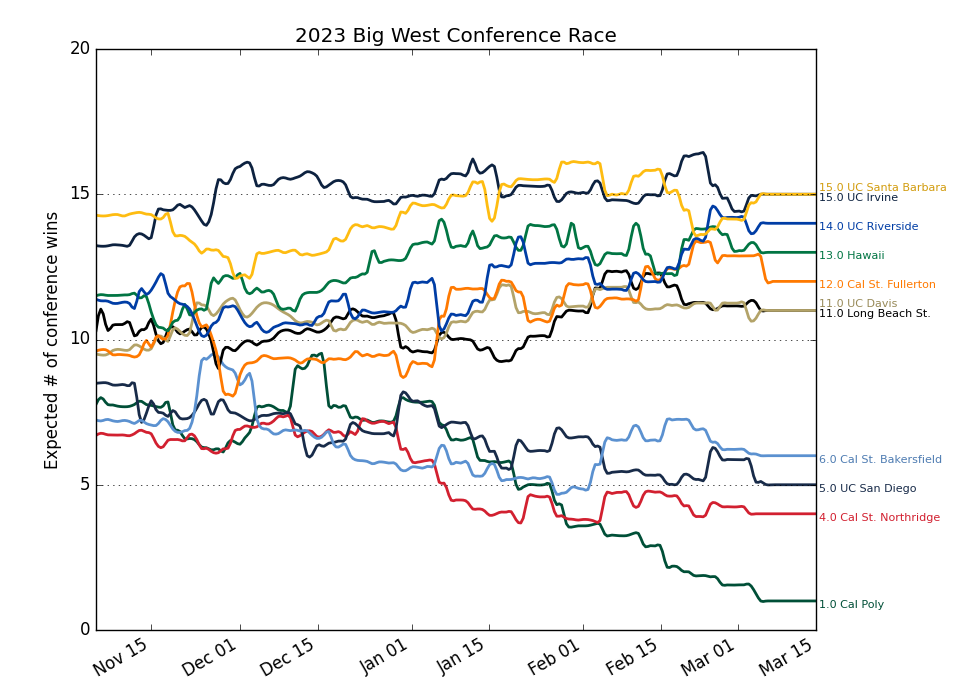 2023 Big West Conference Race
Expected # of conference wins
20
15
10
5
0
15.0 UC Santa Barbara
15.0 UC Irvine
14.0 UC Riverside
13.0 Hawaii
12.0 Cal St. Fullerton
11.0 UC Davis
11.0 Long Beach St.
6.0 Cal St. Bakersfield
5.0 UC San Diego
4.0 Cal St. Northridge
1.0 Cal Poly
Nov 15
Dec 01
Dec 15
Jan 01
Jan 15
Feb 01
Feb 15
Mar 01
Mar 15